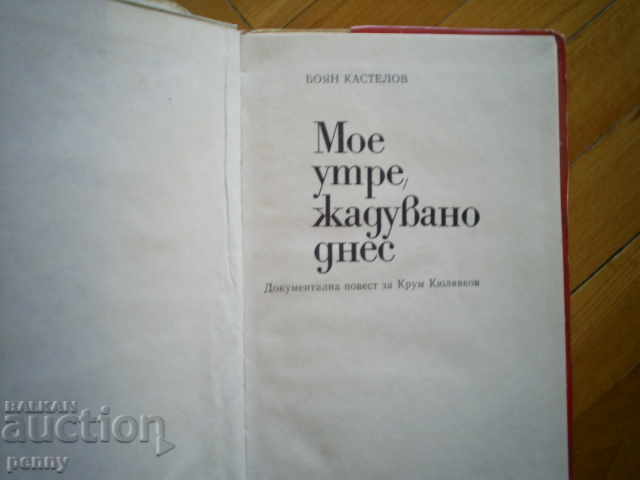 БОЯН КАСТЕЛОВ
Мое
утре,
жадувано
днес
Документална повест за Крум Кюлявков
BALKAN
auction
penny